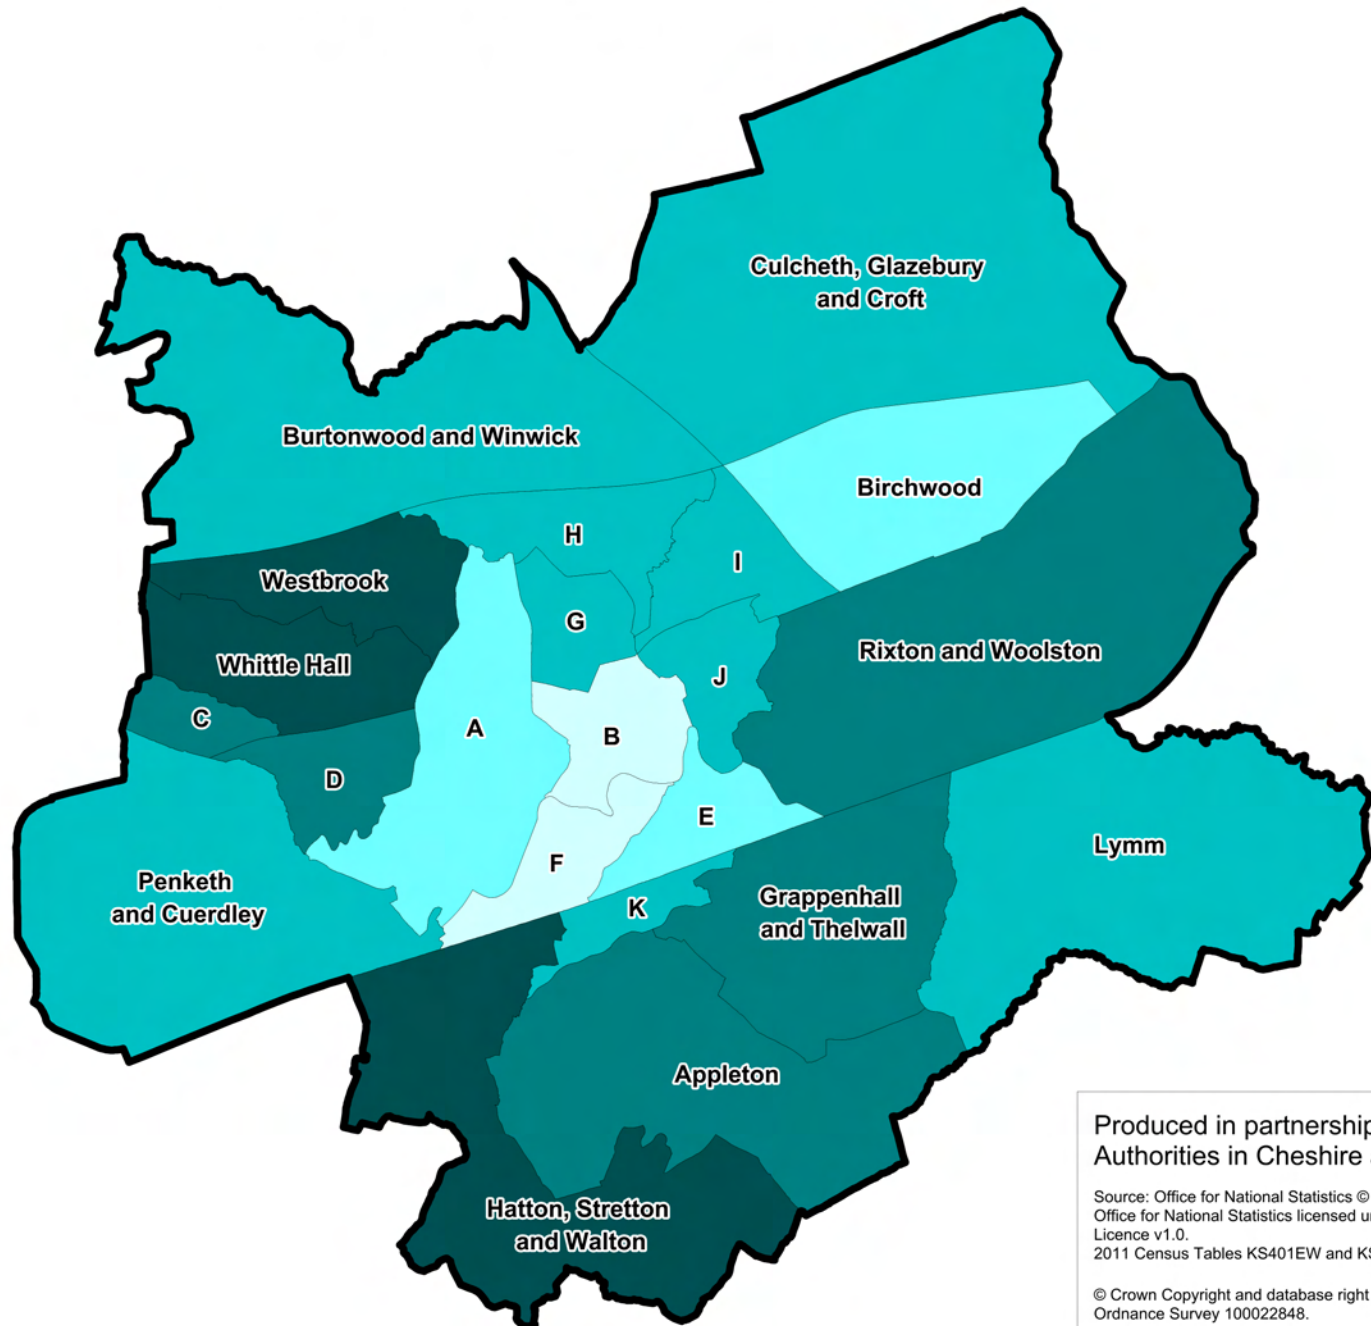 Culcheth, Glazebury
and Croft
Burtonwood and Winwick
Birchwood
H
I
Westbrook
G
Rixton and Woolston
Whittle Hall
J
C
A
B
D
E
Lymm
F
Penketh
and Cuerdley
Grappenhall
and Thelwall
K
Appleton
Hatton, Stretton
and Walton
Produced in partnership
Authorities in Cheshire
Source: Office for National Statistics ©
Office for National Statistics licensed
Licence v1.0.
2011 Census Tables KS401EW and
© Crown Copyright and database right
Ordnance Survey 100022848.